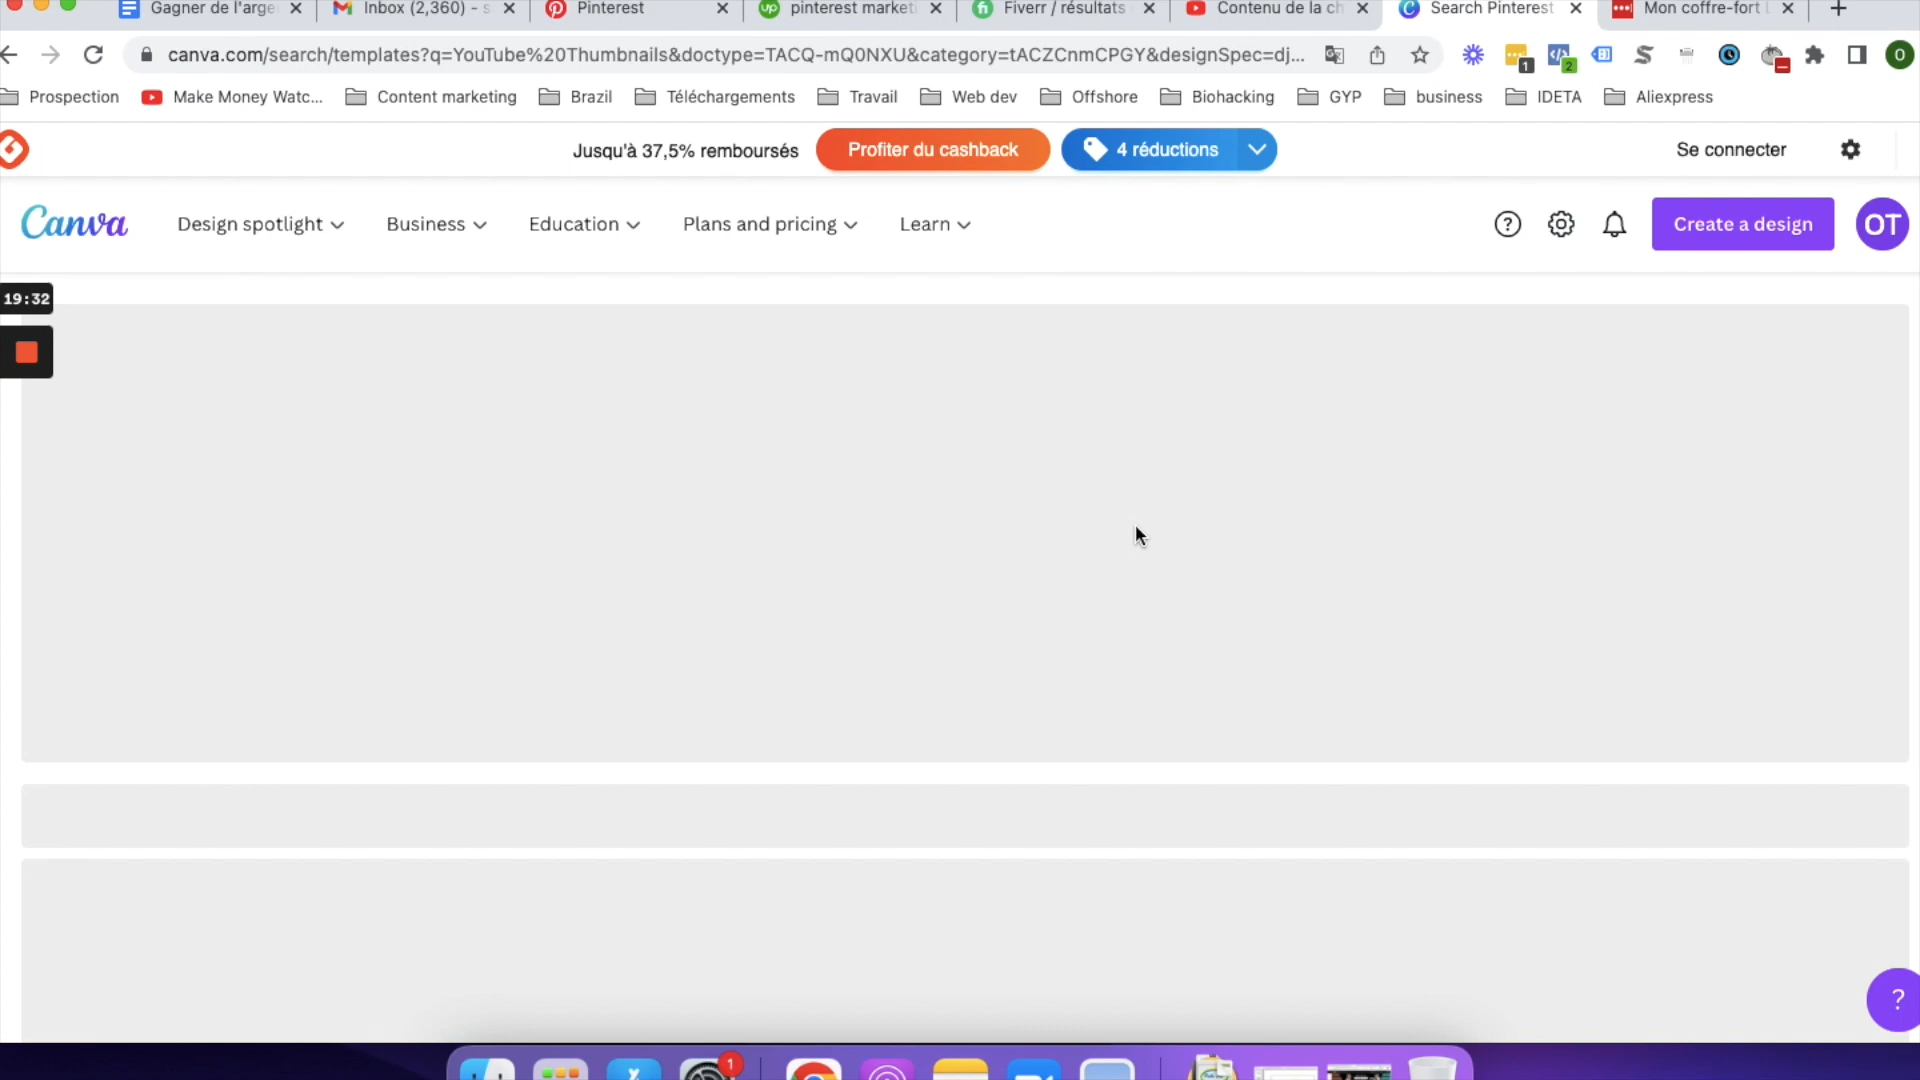 Gagner de l'arge
Inbox (2,360) - s
Pinterest
pinterest market
Fiverr / résultats
Contenu de la ch
Search Pinterest
Mon coffre-fort
canva.com/search/templates?q=YouTube%20Thumbnails&doctype=TACQ-mQ0NXU&category=tACZCnmCPGY&designSpec=dj...
1
2
O
Prospection
Make Money Watc...
Content marketing
Brazil
Téléchargements
Travail
Web dev
Offshore
Biohacking
GYP
business
IDETA
Aliexpress
Jusqu'à 37,5% remboursés
Profiter du cashback
4 réductions
Se connecter
Canva
Design spotlight
Business
Education
Plans and pricing
Learn
?
Create a design
OT
19:32
?
1